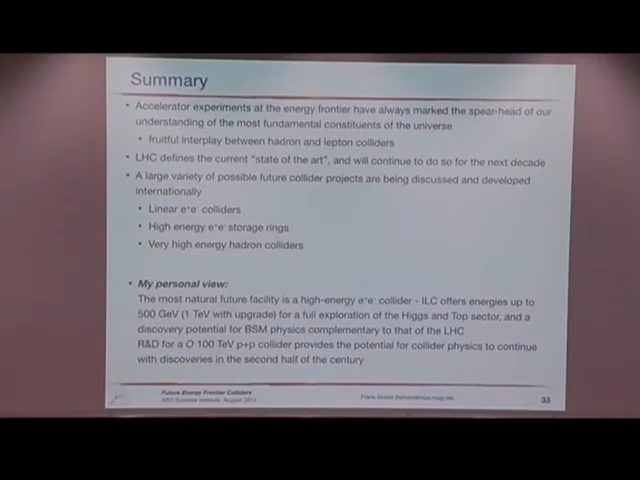 Summary
• Accelerator experiments at the energy frontier have always marked the spear-head of our
understanding of the most fundamental constituents of the universe
• fruitful interplay between hadron and lepton colliders
• LHC defines the current "state of the art", and will continue to do so for the next decade
• A large variety of possible future collider projects are being discussed and developed
internationally
• Linear e⁺e⁻ colliders
• High energy e⁺e⁻ storage rings
• Very high energy hadron colliders
• My personal view:
The most natural future facility is a high-energy e⁺e⁻ collider - ILC offers energies up to
500 GeV (1 TeV with upgrade) for a full exploration of the Higgs and Top sector, and a
discovery potential for BSM physics complementary to that of the LHC
R&D for a O 100 TeV p+p collider provides the potential for collider physics to continue
with discoveries in the second half of the century
Future Energy Frontier Colliders
Summer Institute, August 2014
Frank Simon
33